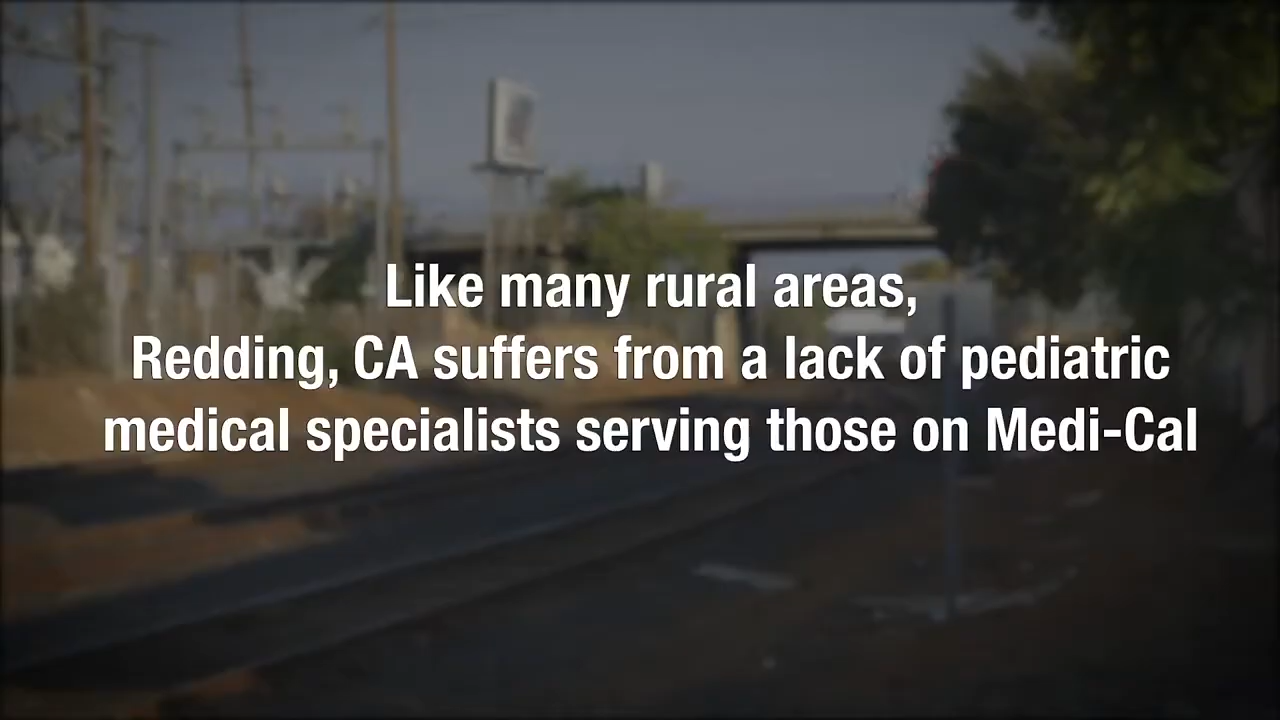 Like many rural areas,
Redding, CA suffers from a lack of pediatric
medical specialists serving those on Medi-Cal